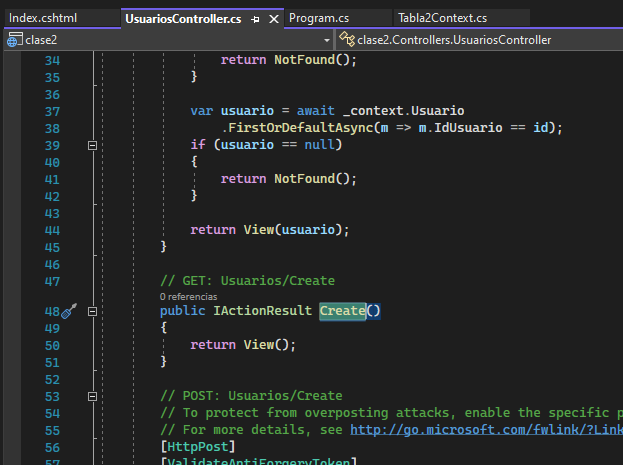 Index.cshtml UsuariosController.cs Program.cs Tabla2Context.cs
clase2 clase2.Controllers.UsuariosController
34 return NotFound();
35 }
36
37 var usuario = await _context.Usuario
38 .FirstOrDefaultAsync(m => m.IdUsuario == id);
39 if (usuario == null)
40 {
41 return NotFound();
42 }
43
44 return View(usuario);
45 }
46
47 // GET: Usuarios/Create
0 referencias
48 public IActionResult Create()
49 {
50 return View();
51 }
52
53 // POST: Usuarios/Create
54 // To protect from overposting attacks, enable the specific p
55 // For more details, see http://go.microsoft.com/fwlink/?Link
56 [HttpPost]
57 [ValidateAntiForgeryToken]